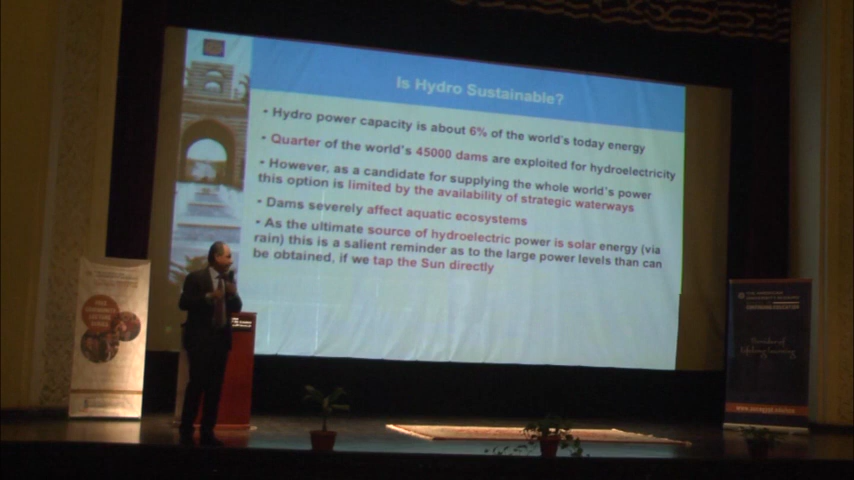 Is Hydro Sustainable?
• Hydro power capacity is about 6% of the world's today energy
• Quarter of the world's 45000 dams are exploited for hydroelectricity
• However, as a candidate for supplying the whole world's power
this option is limited by the availability of strategic waterways
• Dams severely affect aquatic ecosystems
• As the ultimate source of hydroelectric power is solar energy (via
rain) this is a salient reminder as to the large power levels than can
be obtained, if we tap the Sun directly
THE AMERICAN